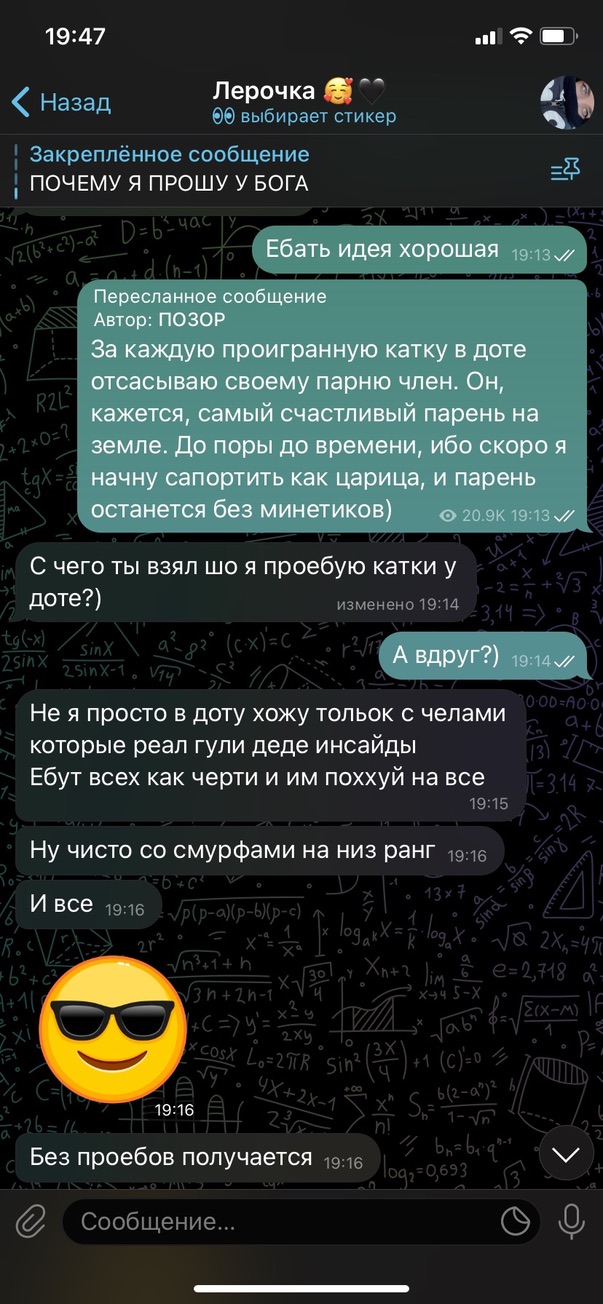 19:47
Назад
Лерочка 🥰🖤
выбирает стикер
Закреплённое сообщение
ПОЧЕМУ Я ПРОШУ У БОГА
Ебать идея хорошая 19:13
Пересланное сообщение
Автор: ПОЗОР
За каждую проигранную катку в доте
отсасываю своему парню член. Он,
кажется, самый счастливый парень на
земле. До поры до времени, ибо скоро я
начну сапортить как царица, и парень
останется без минетиков) 20.9K 19:13
С чего ты взял шо я проебую катки у
доте?) изменено 19:14
А вдруг?) 19:14
Не я просто в доту хожу тольок с челами
которые реал гули деде инсайды
Ебут всех как черти и им поххуй на все
19:15
Ну чисто со смурфами на низ ранг 19:16
И все 19:16
19:16
Без проебов получается 19:16
Сообщение...